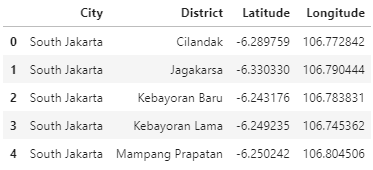 City District Latitude Longitude
0 South Jakarta Cilandak -6.289759 106.772842
1 South Jakarta Jagakarsa -6.330330 106.790444
2 South Jakarta Kebayoran Baru -6.243176 106.783831
3 South Jakarta Kebayoran Lama -6.249235 106.745362
4 South Jakarta Mampang Prapatan -6.250242 106.804506